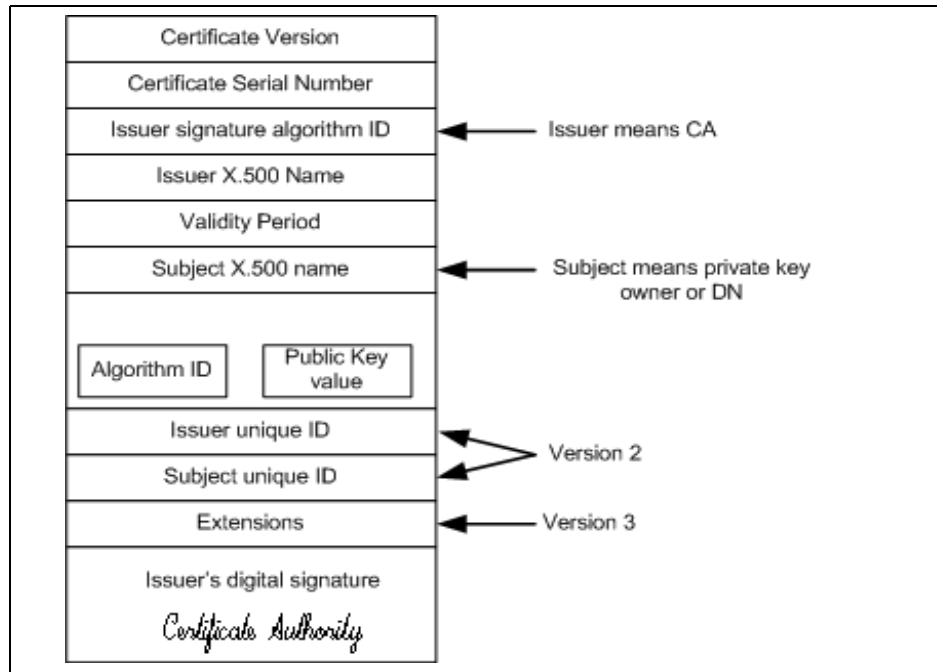 Certificate Version
Certificate Serial Number
Issuer signature algorithm ID
Issuer means CA
Issuer X.500 Name
Validity Period
Subject X.500 name
Subject means private key
owner or DN
Algorithm ID
Public Key
value
Issuer unique ID
Version 2
Subject unique ID
Extensions
Version 3
Issuer's digital signature
Certificate Authority